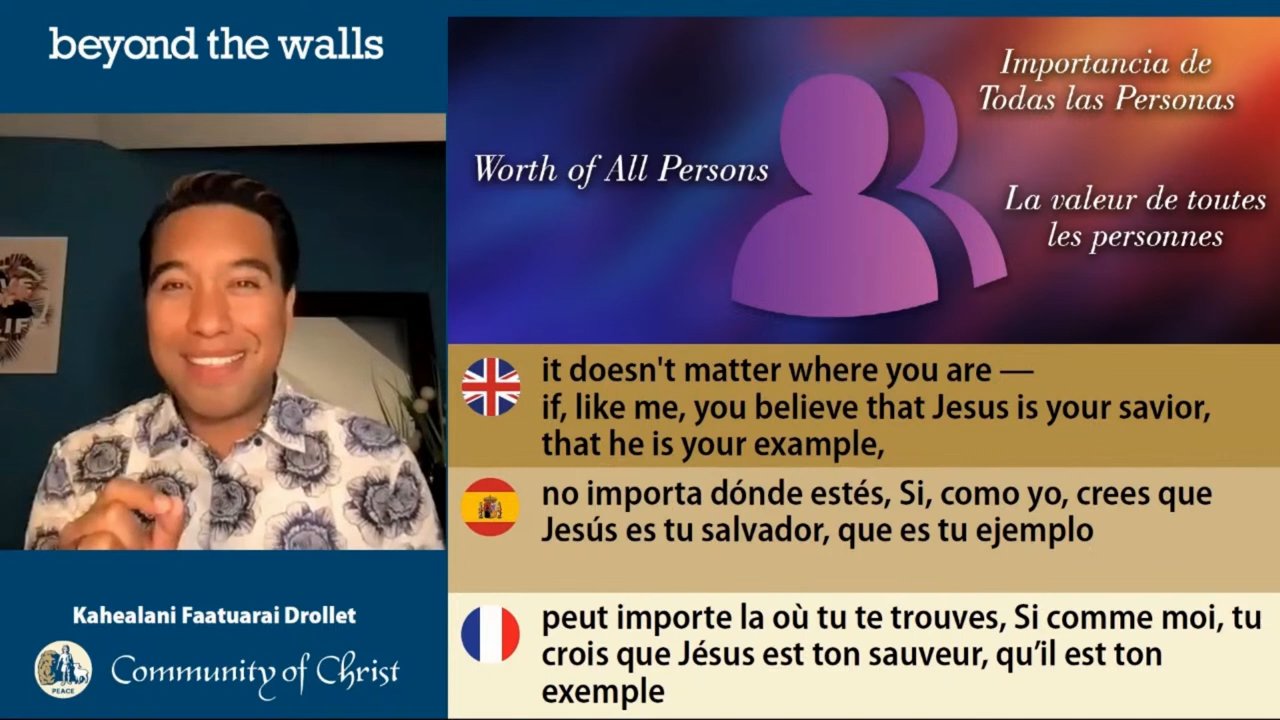 beyond the walls
Importancia de
Todas las Personas
Worth of All Persons
La valeur de toutes
les personnes
it doesn't matter where you are —
if, like me, you believe that Jesus is your savior,
that he is your example,
no importa dónde estés, Si, como yo, crees que
Jesús es tu salvador, que es tu ejemplo
peut importe la où tu te trouves, Si comme moi, tu
crois que Jésus est ton sauveur, qu’il est ton
exemple
Kahealani Faatuarai Drollet
Community of Christ
PEACE